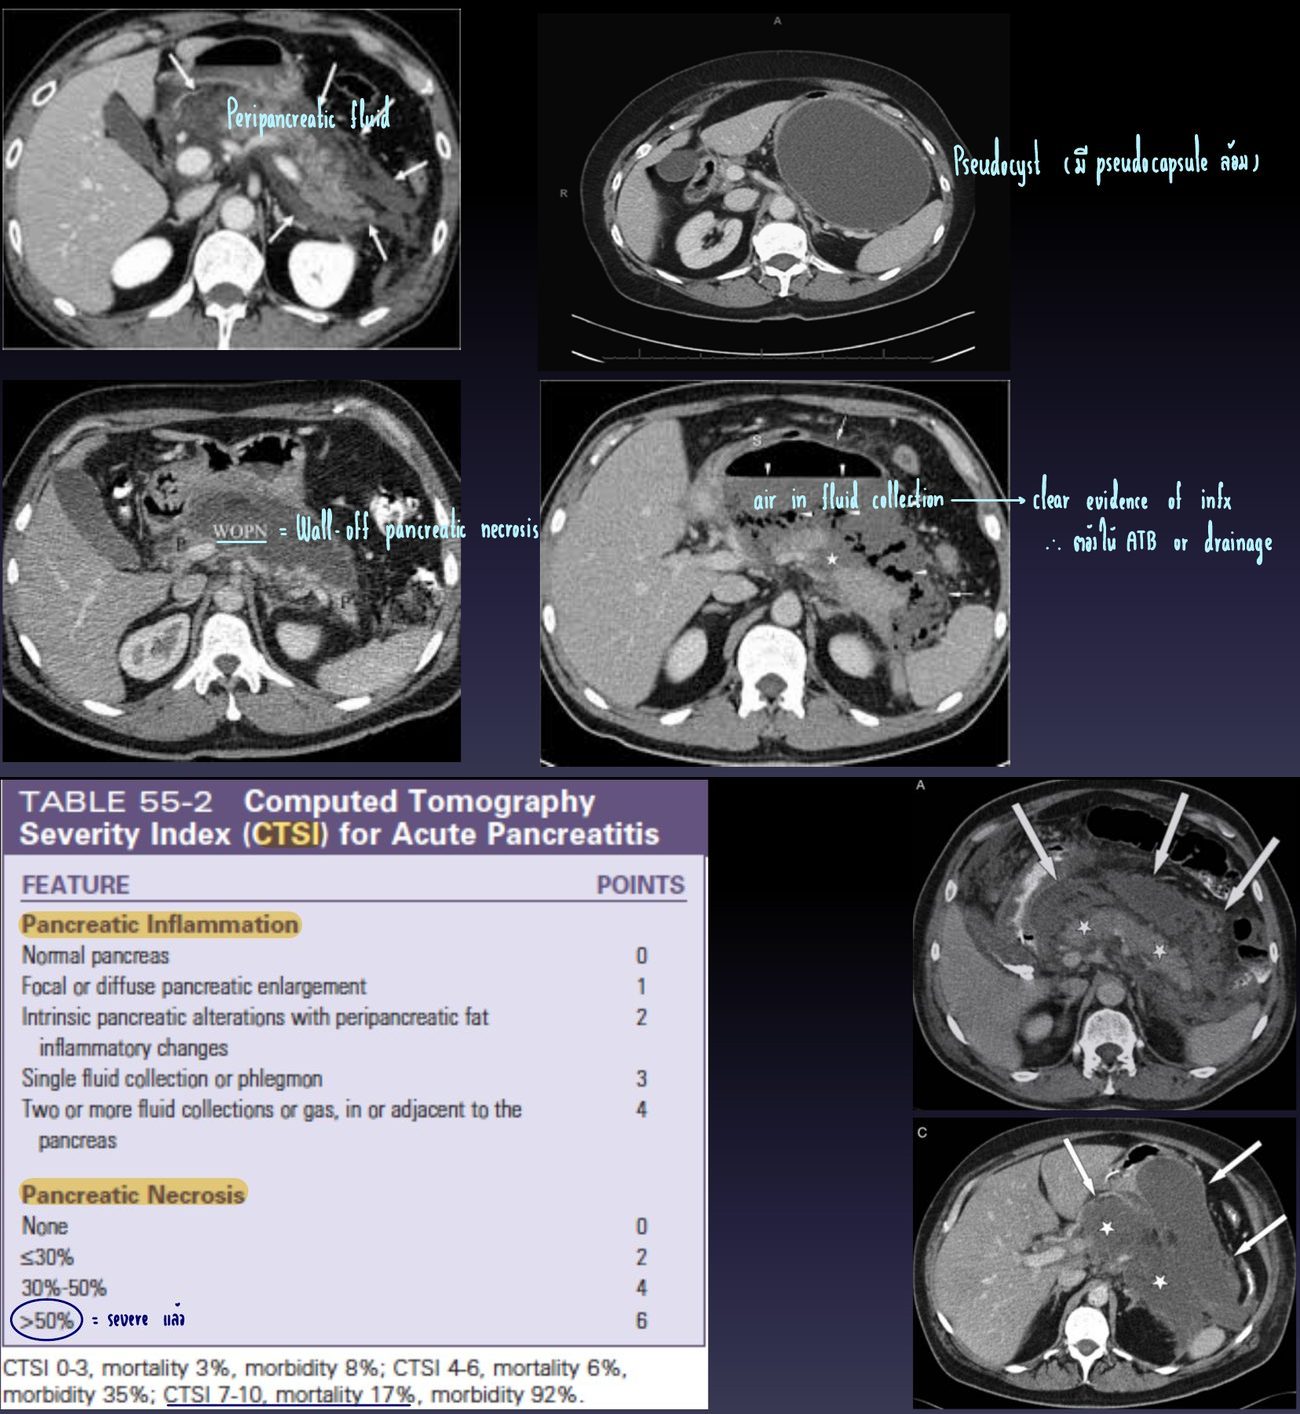 Peripancreatic fluid
A
R
Pseudocyst (มี pseudocapsule ล้อม)
P
WOPN = Wall-off pancreatic necrosis
P
S
air in fluid collection → clear evidence of infx
∴ ต้องให้ ATB or drainage
TABLE 55-2 Computed Tomography
Severity Index (CTSI) for Acute Pancreatitis
FEATURE POINTS
Pancreatic Inflammation
Normal pancreas 0
Focal or diffuse pancreatic enlargement 1
Intrinsic pancreatic alterations with peripancreatic fat 2
inflammatory changes
Single fluid collection or phlegmon 3
Two or more fluid collections or gas, in or adjacent to the 4
pancreas
Pancreatic Necrosis
None 0
≤30% 2
30%-50% 4
>50% = severe แล้ว 6
CTSI 0-3, mortality 3%, morbidity 8%; CTSI 4-6, mortality 6%,
morbidity 35%; CTSI 7-10, mortality 17%, morbidity 92%.
A
C